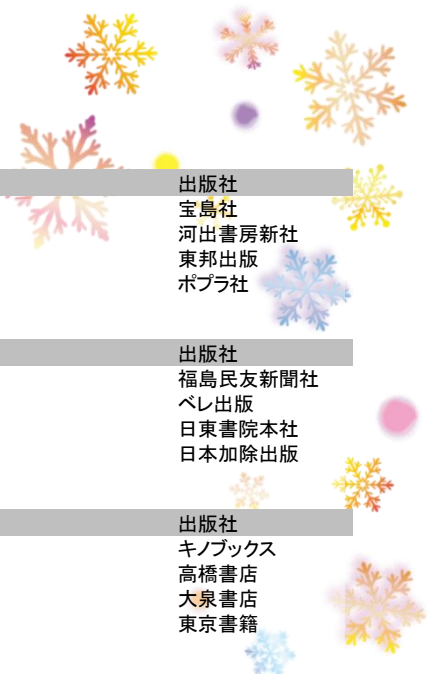 出版社
宝島社
河出書房新社
東邦出版
ポプラ社
出版社
福島民友新聞社
ベレ出版
日東書院本社
日本加除出版
出版社
キノブックス
高橋書店
大泉書店
東京書籍